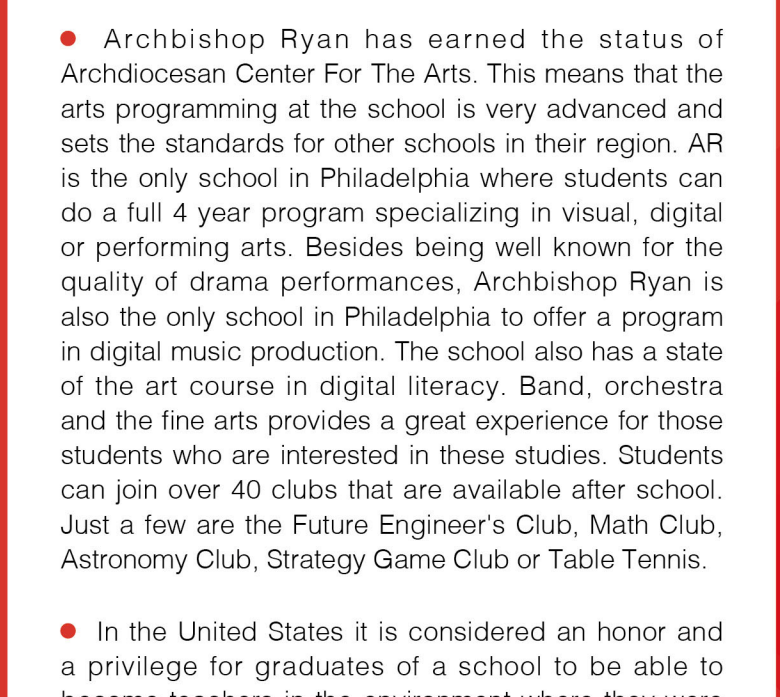 ● Archbishop Ryan has earned the status of
Archdiocesan Center For The Arts. This means that the
arts programming at the school is very advanced and
sets the standards for other schools in their region. AR
is the only school in Philadelphia where students can
do a full 4 year program specializing in visual, digital
or performing arts. Besides being well known for the
quality of drama performances, Archbishop Ryan is
also the only school in Philadelphia to offer a program
in digital music production. The school also has a state
of the art course in digital literacy. Band, orchestra
and the fine arts provides a great experience for those
students who are interested in these studies. Students
can join over 40 clubs that are available after school.
Just a few are the Future Engineer's Club, Math Club,
Astronomy Club, Strategy Game Club or Table Tennis.
● In the United States it is considered an honor and
a privilege for graduates of a school to be able to
become teachers in the environment where they were